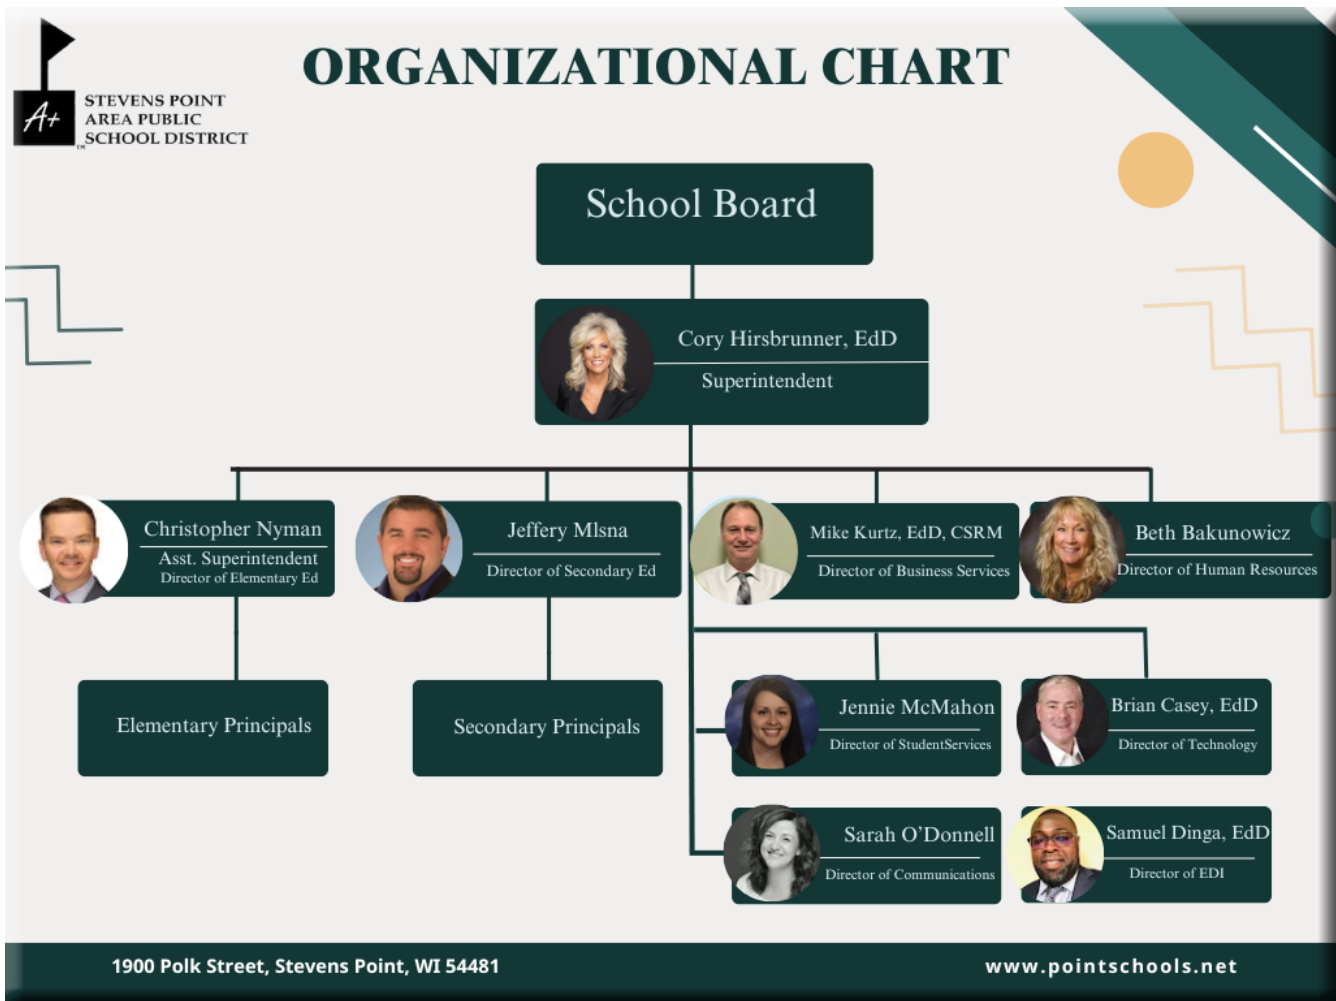 ORGANIZATIONAL CHART
A+
STEVENS POINT
AREA PUBLIC
SCHOOL DISTRICT
™
School Board
Cory Hirsbrunner, EdD
Superintendent
Christopher Nyman
Asst. Superintendent
Director of Elementary Ed
Jeffery Mlsna
Director of Secondary Ed
Mike Kurtz, EdD, CSRM
Director of Business Services
Beth Bakunowicz
Director of Human Resources
Elementary Principals
Secondary Principals
Jennie McMahon
Director of StudentServices
Brian Casey, EdD
Director of Technology
Sarah O'Donnell
Director of Communications
Samuel Dinga, EdD
Director of EDI
1900 Polk Street, Stevens Point, WI 54481
www.pointschools.net